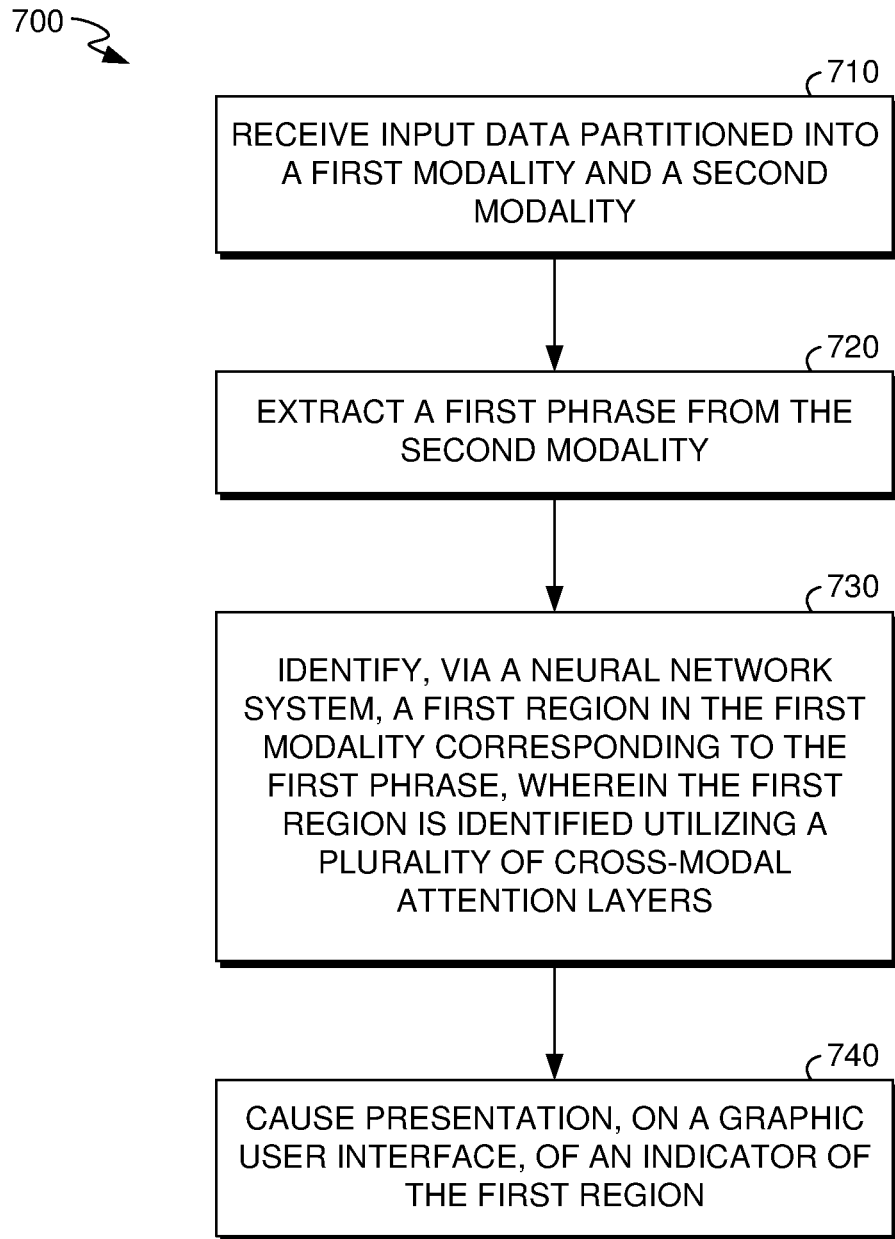 700
710
RECEIVE INPUT DATA PARTITIONED INTO
A FIRST MODALITY AND A SECOND
MODALITY
720
EXTRACT A FIRST PHRASE FROM THE
SECOND MODALITY
730
IDENTIFY, VIA A NEURAL NETWORK
SYSTEM, A FIRST REGION IN THE FIRST
MODALITY CORRESPONDING TO THE
FIRST PHRASE, WHEREIN THE FIRST
REGION IS IDENTIFIED UTILIZING A
PLURALITY OF CROSS-MODAL
ATTENTION LAYERS
740
CAUSE PRESENTATION, ON A GRAPHIC
USER INTERFACE, OF AN INDICATOR OF
THE FIRST REGION